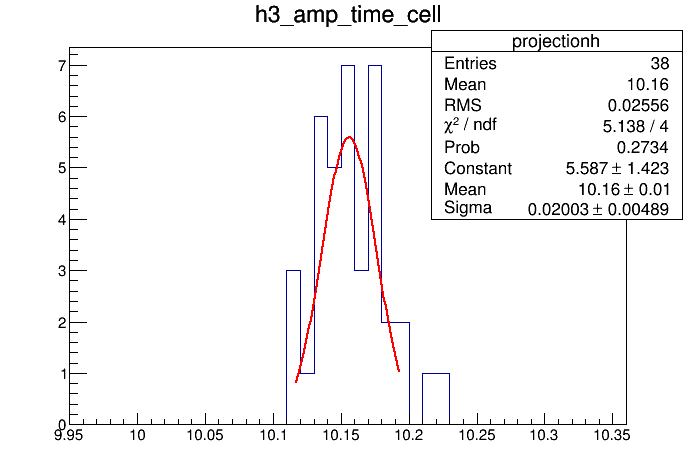 h3_amp_time_cell
projectionh
Entries 38
Mean 10.16
RMS 0.02556
χ² / ndf 5.138 / 4
Prob 0.2734
Constant 5.587 ± 1.423
Mean 10.16 ± 0.01
Sigma 0.02003 ± 0.00489
7
6
5
4
3
2
1
0
9.95 10 10.05 10.1 10.15 10.2 10.25 10.3 10.35